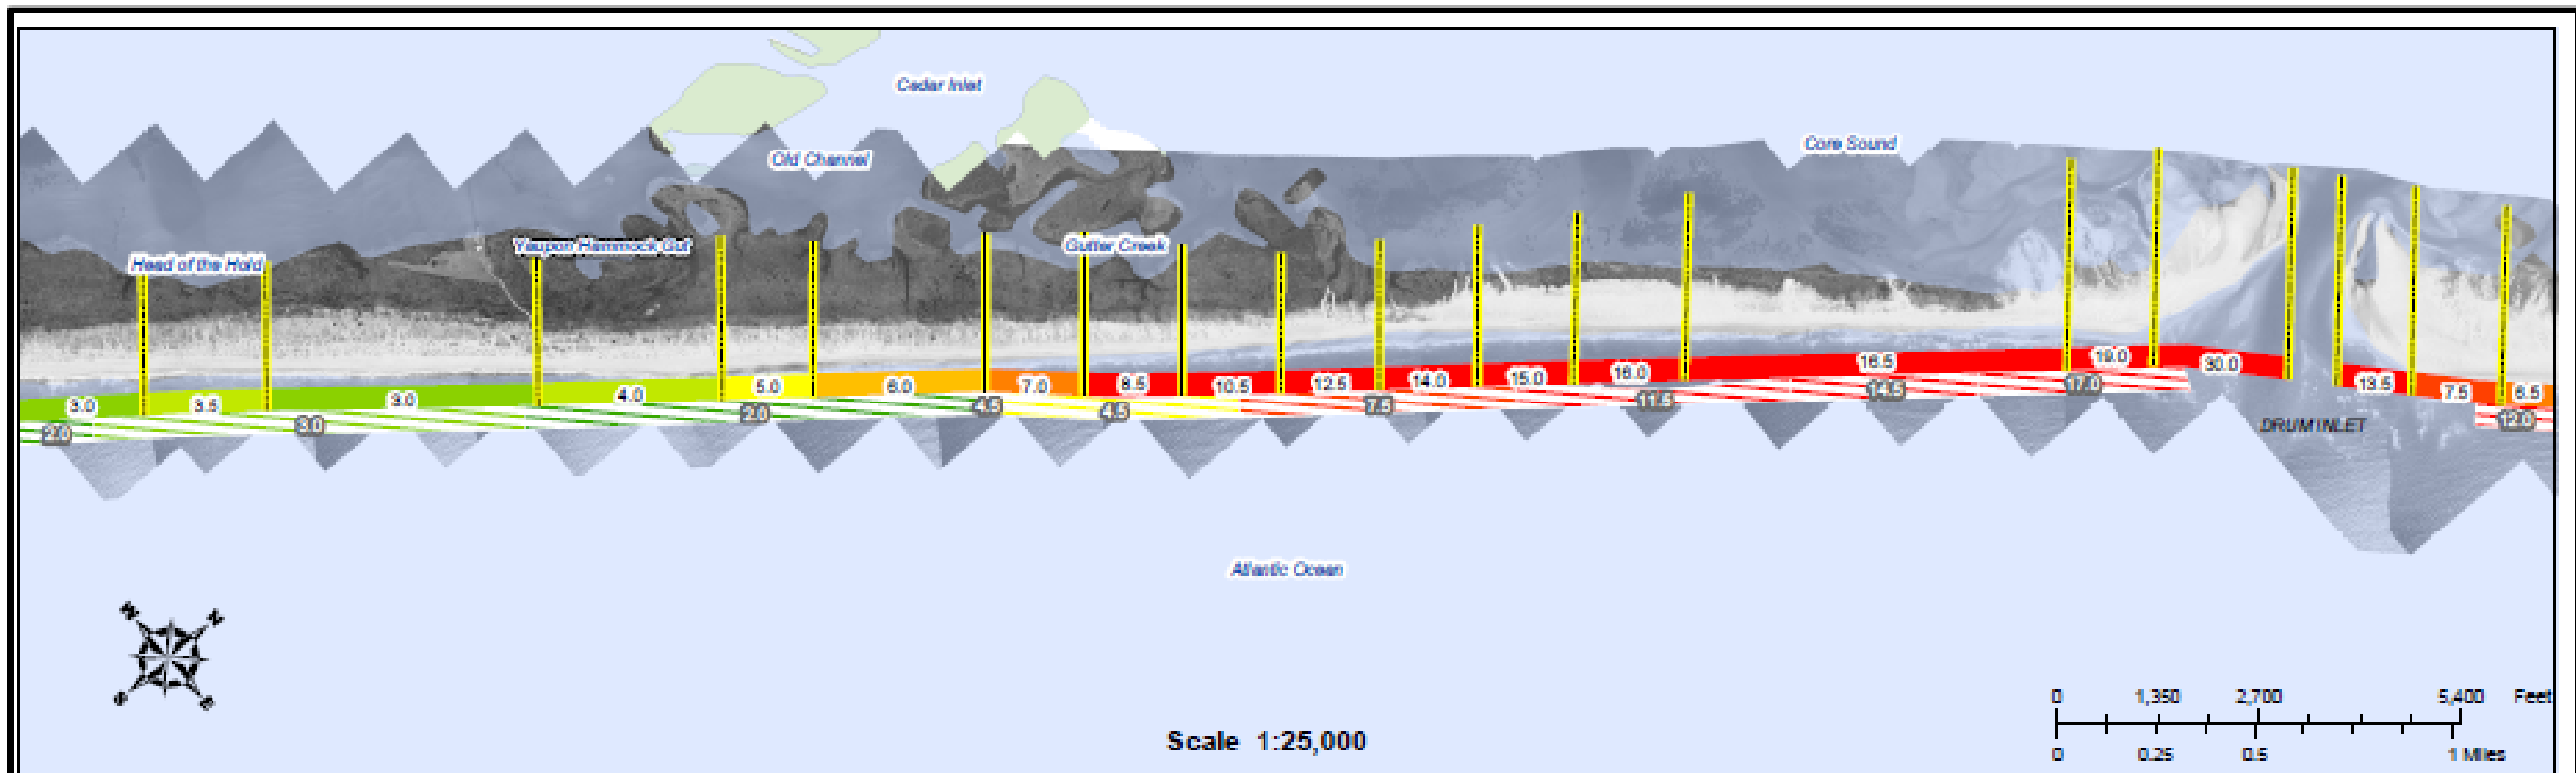 Cedar Inlet
Core Sound
Old Channel
Yaupon Hammock Gut
Gutter Creek
Head of the Hold
3.0 3.5 3.0 4.0 5.0 6.0 7.0 8.5 10.5 12.5 14.0 15.0 16.0 16.5 19.0 30.0 13.5 7.5 6.5
2.0 3.0 2.0 4.5 4.5 7.5 11.5 14.5 17.0 12.0
DRUM INLET
Atlantic Ocean
N
0 1,350 2,700 5,400 Feet
Scale 1:25,000
0 0.25 0.5 1 Miles